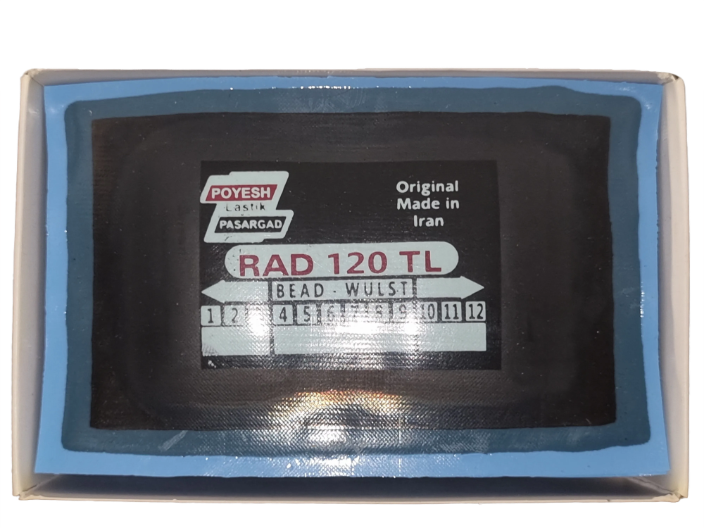 POYESH
Lastik
PASARGAD
Original
Made in
Iran
RAD 120 TL
BEAD - WULST
1 2 3 4 5 6 7 8 9 10 11 12